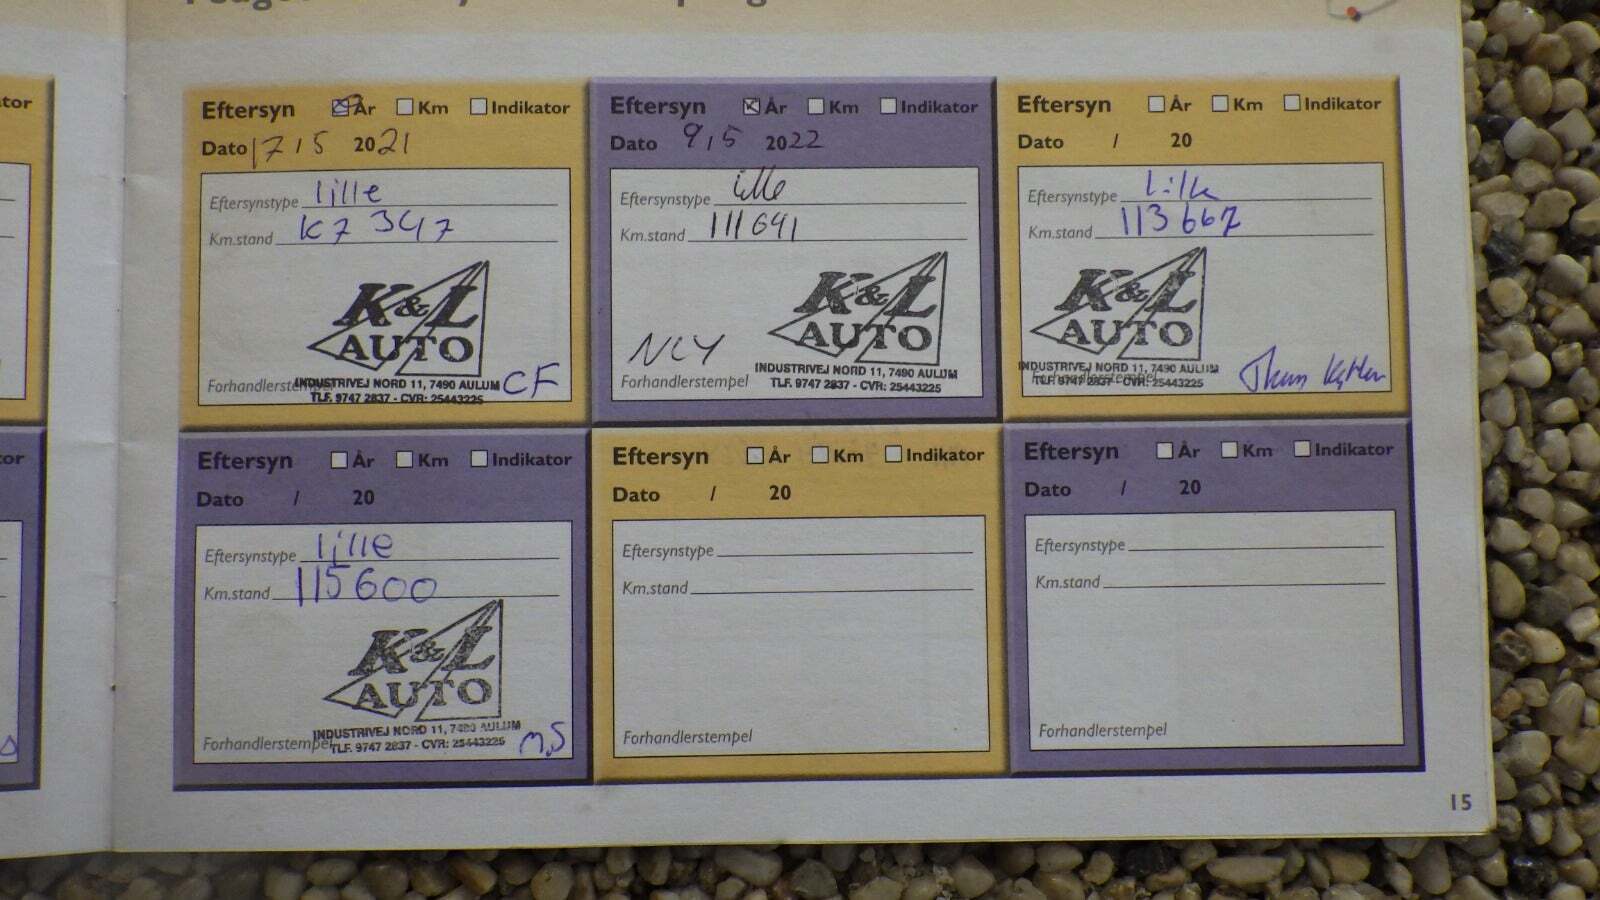 Eftersyn År Km Indikator
Dato 17 / 5 2021
Eftersynstype lille
Km.stand K7 347
K&L
AUTO
INDUSTRIVEJ NORD 11, 7490 AULUM
TLF. 9747 2837 - CVR: 25443225
Forhandlerstempel CF
Eftersyn År Km Indikator
Dato 9 / 5 2022
Eftersynstype lille
Km.stand 111641
K&L
AUTO
NCY
INDUSTRIVEJ NORD 11, 7490 AULUM
TLF. 9747 2837 - CVR: 25443225
Forhandlerstempel
Eftersyn År Km Indikator
Dato / 20
Eftersynstype lille
Km.stand 113667
K&L
AUTO
INDUSTRIVEJ NORD 11, 7490 AULUM
TLF. 9747 2837 - CVR: 25443225
Forhandlerstempel
Eftersyn År Km Indikator
Dato / 20
Eftersynstype lille
Km.stand 115600
K&L
AUTO
INDUSTRIVEJ NORD 11, 7490 AULUM
TLF. 9747 2837 - CVR: 25443225
Forhandlerstempel M.S
Eftersyn År Km Indikator
Dato / 20
Eftersynstype
Km.stand
Forhandlerstempel
Eftersyn År Km Indikator
Dato / 20
Eftersynstype
Km.stand
Forhandlerstempel
15